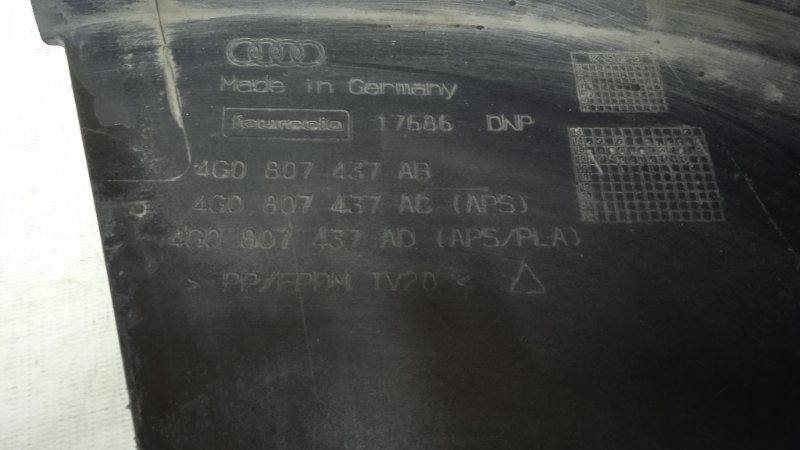 Made in Germany
faurecia 17686 DNP
4G0 807 437 AB
4G0 807 437 AC (APS)
4G0 807 437 AD (APS/PLA)
> PP/EPDM TV20 <